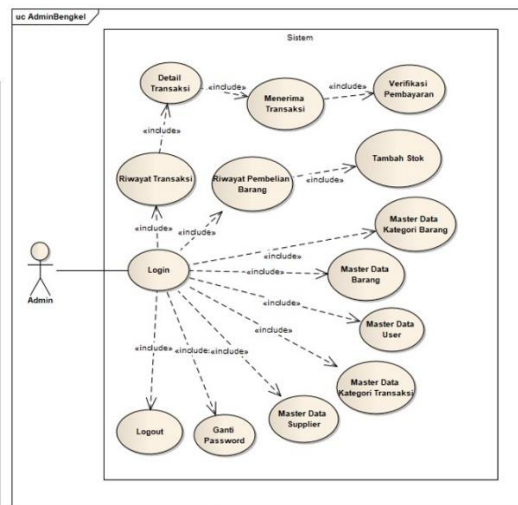 uc AdminBengkel
Sistem
Detail
Transaksi
«include»
Menerima
Transaksi
«include»
Verifikasi
Pembayaran
«include»
Riwayat Transaksi
Riwayat Pembelian
Barang
«include»
Tambah Stok
«include»
«include»
Master Data
Kategori Barang
Admin
Login
«include»
«include»
Master Data
Barang
«include»
Master Data
User
«include»
Master Data
Kategori Transaksi
«include»
«include»
«include»
Logout
Ganti
Password
Master Data
Supplier